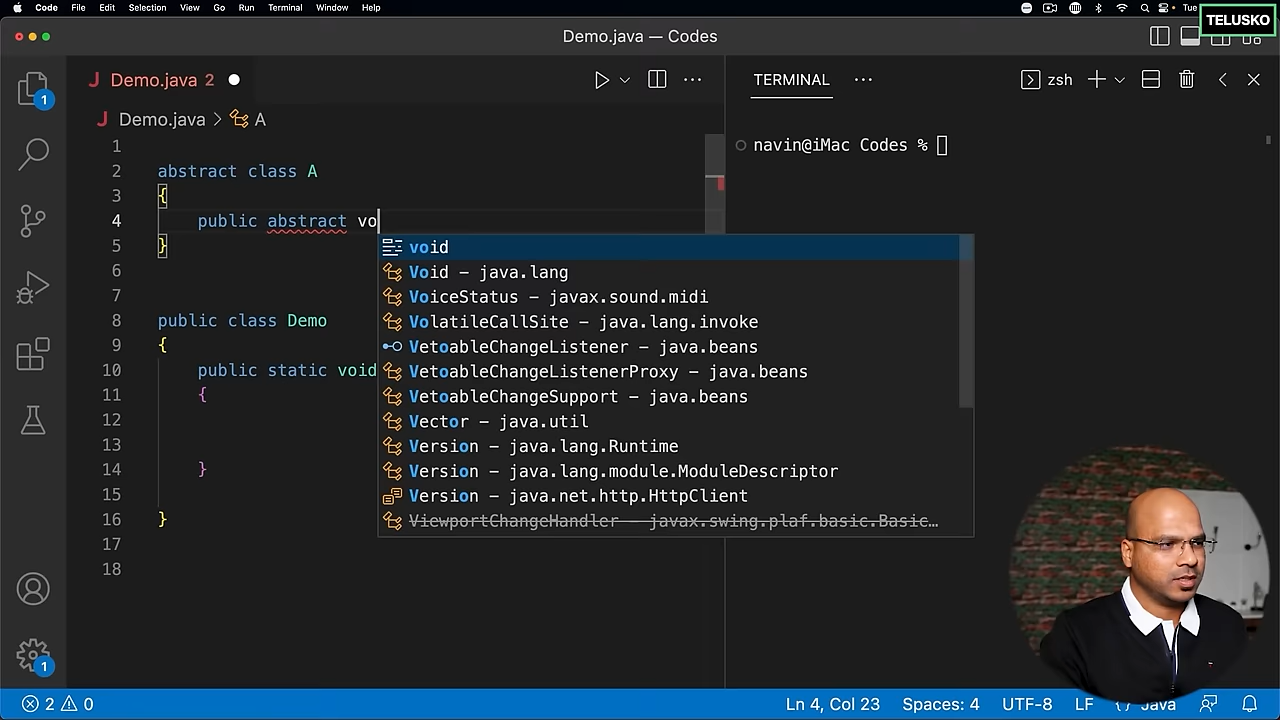 Code File Edit Selection View Go Run Terminal Window Help Tue
TELUSKO
Demo.java — Codes
Demo.java 2
TERMINAL
zsh
Demo.java > A
navin@iMac Codes %
1
2 abstract class A
3 {
4 public abstract vo
5 }
6
7
8 public class Demo
9 {
10 public static void
11 {
12
13
14 }
15
16 }
17
18
void
Void – java.lang
VoiceStatus – javax.sound.midi
VolatileCallSite – java.lang.invoke
VetoableChangeListener – java.beans
VetoableChangeListenerProxy – java.beans
VetoableChangeSupport – java.beans
Vector – java.util
Version – java.lang.Runtime
Version – java.lang.module.ModuleDescriptor
Version – java.net.http.HttpClient
ViewportChangeHandler – javax.swing.plaf.basic.Basic…
1
1
2 0
Ln 4, Col 23 Spaces: 4 UTF-8 LF Java